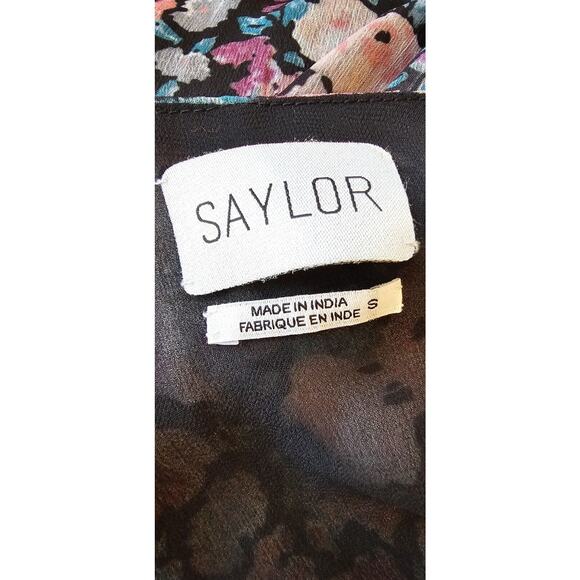 SAYLOR
MADE IN INDIA S
FABRIQUE EN INDE